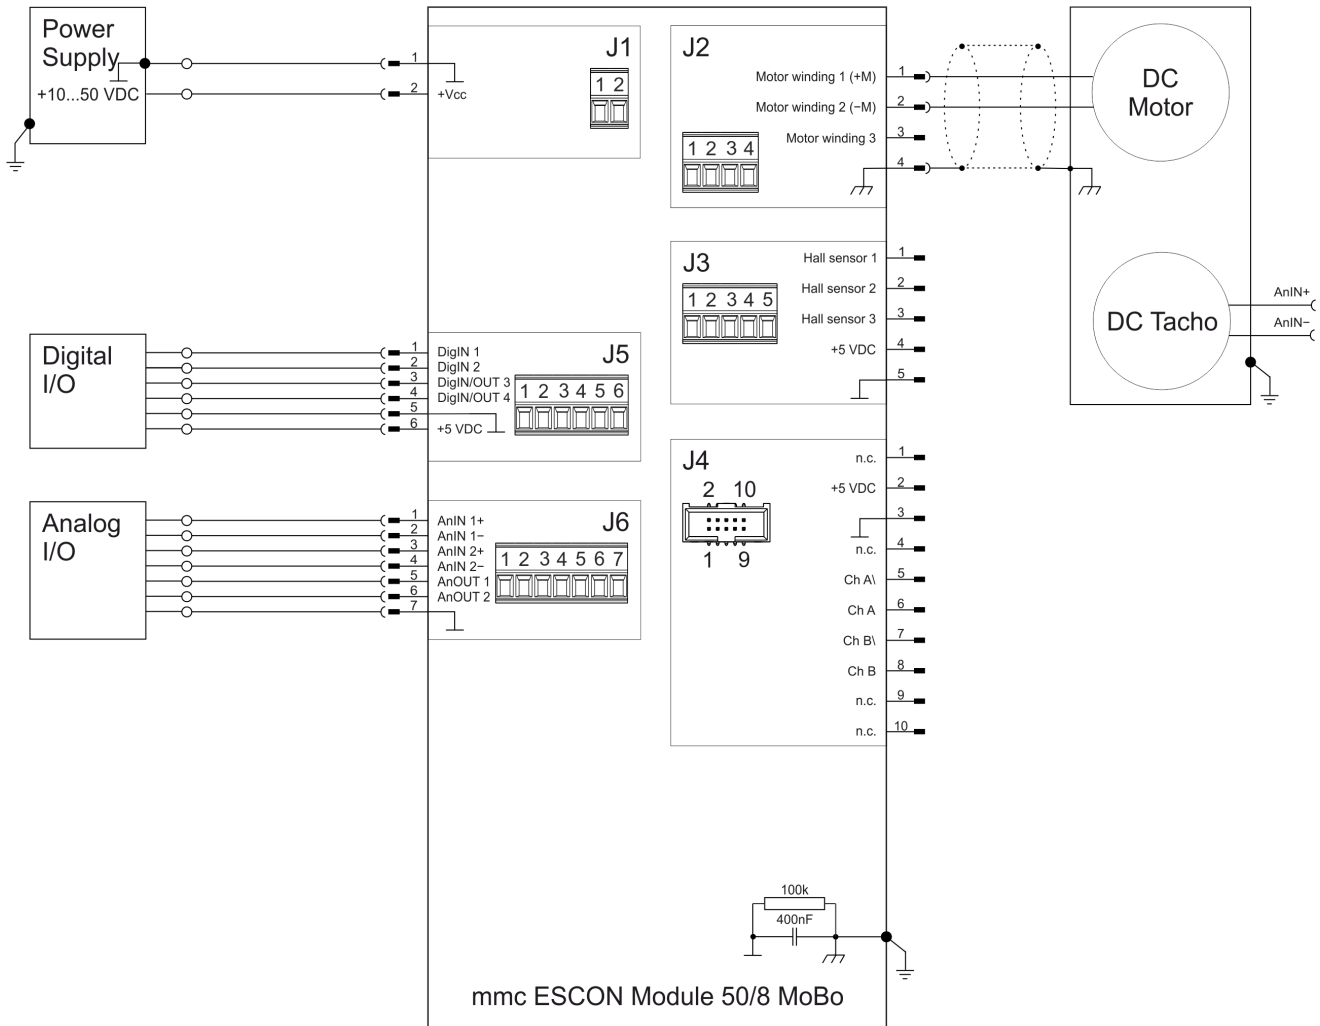 Power
Supply
+10...50 VDC
1
2
+Vcc
J1
1 2
J2
Motor winding 1 (+M)
1
Motor winding 2 (−M)
2
Motor winding 3
3
4
1 2 3 4
DC
Motor
J3
1 2 3 4 5
Hall sensor 1
1
Hall sensor 2
2
Hall sensor 3
3
+5 VDC
4
5
DC Tacho
AnIN+
AnIN−
Digital
I/O
1
DigIN 1
2
DigIN 2
3
DigIN/OUT 3
4
DigIN/OUT 4
5
6
+5 VDC
J5
1 2 3 4 5 6
J4
2 10
1 9
n.c.
1
+5 VDC
2
3
n.c.
4
Ch A\
5
Ch A
6
Ch B\
7
Ch B
8
n.c.
9
n.c.
10
Analog
I/O
1
AnIN 1+
2
AnIN 1−
3
AnIN 2+
4
AnIN 2−
5
AnOUT 1
6
AnOUT 2
7
J6
1 2 3 4 5 6 7
100k
400nF
mmc ESCON Module 50/8 MoBo